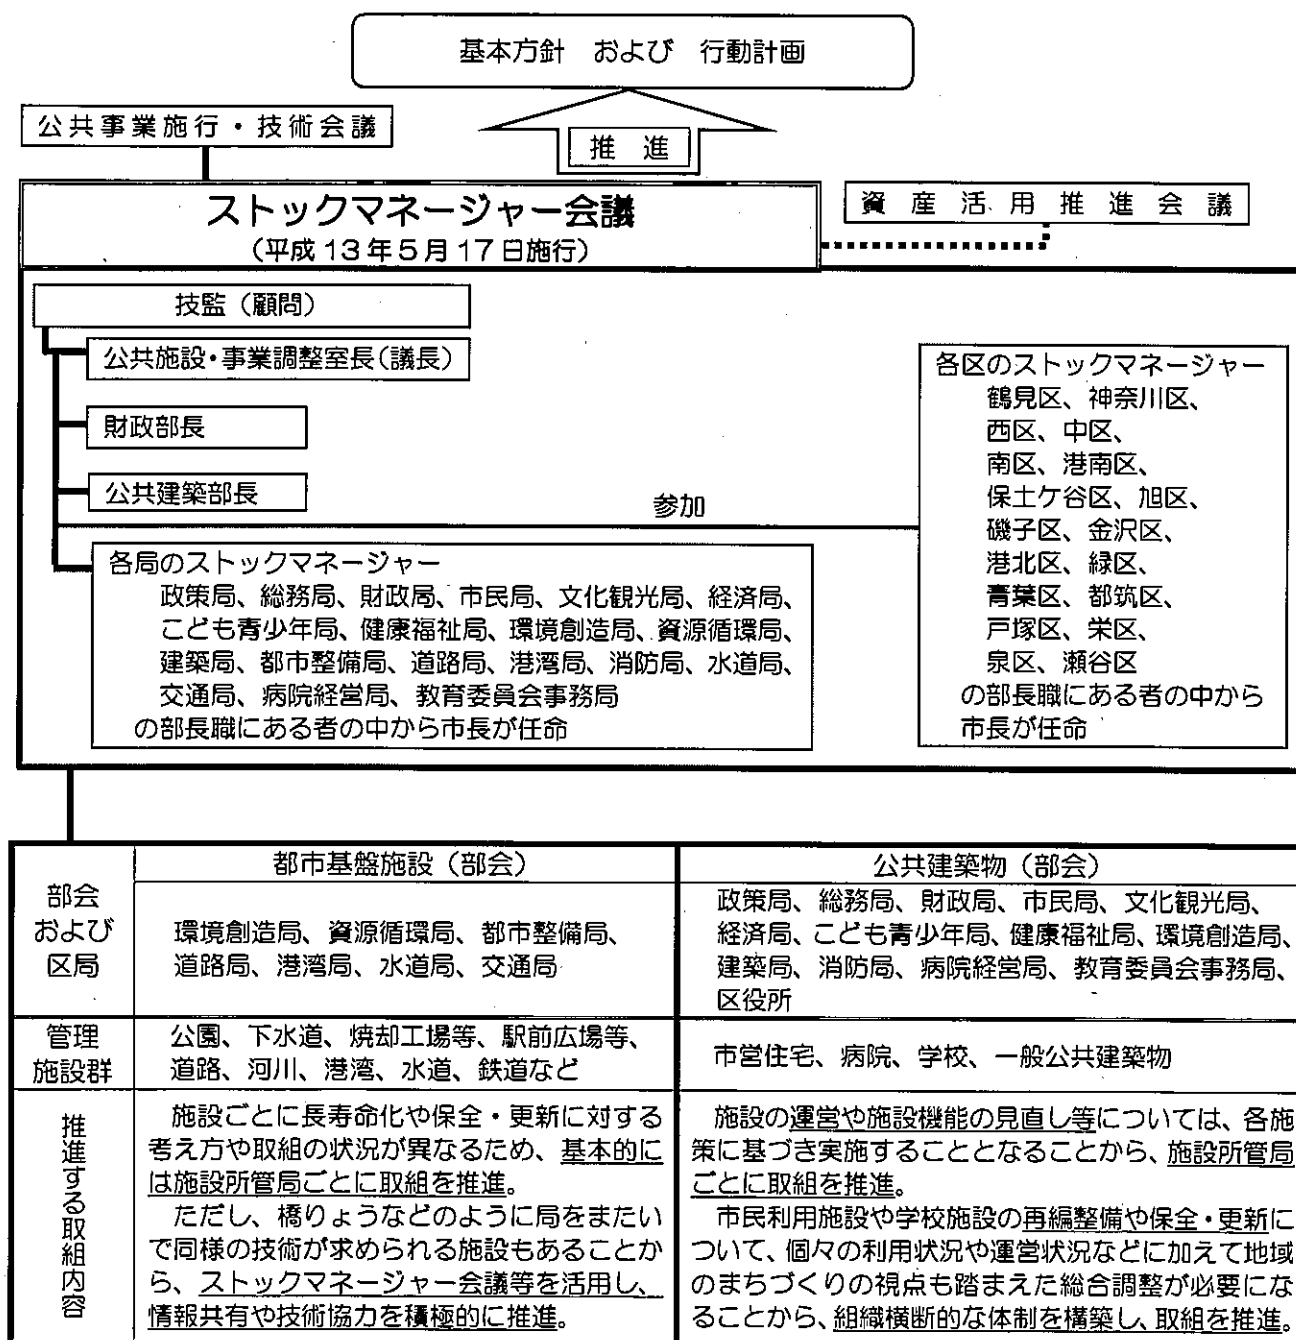 基本方針　および　行動計画
公共事業施行・技術会議
推　進
ストックマネージャー会議
（平成13年5月17日施行）
資産活用推進会議
技監（顧問）
公共施設・事業調整室長（議長）
財政部長
公共建築部長
参加
各局のストックマネージャー
政策局、総務局、財政局、市民局、文化観光局、経済局、
こども青少年局、健康福祉局、環境創造局、資源循環局、
建築局、都市整備局、道路局、港湾局、消防局、水道局、
交通局、病院経営局、教育委員会事務局
の部長職にある者の中から市長が任命
各区のストックマネージャー
鶴見区、神奈川区、
西区、中区、
南区、港南区、
保土ケ谷区、旭区、
磯子区、金沢区、
港北区、緑区、
青葉区、都筑区、
戸塚区、栄区、
泉区、瀬谷区
の部長職にある者の中から
市長が任命
部会
および
区局
都市基盤施設（部会）
環境創造局、資源循環局、都市整備局、
道路局、港湾局、水道局、交通局
公共建築物（部会）
政策局、総務局、財政局、市民局、文化観光局、
経済局、こども青少年局、健康福祉局、環境創造局、
建築局、消防局、病院経営局、教育委員会事務局、
区役所
管理
施設群
公園、下水道、焼却工場等、駅前広場等、
道路、河川、港湾、水道、鉄道など
市営住宅、病院、学校、一般公共建築物
推進する取組内容
施設ごとに長寿命化や保全・更新に対する
考え方や取組の状況が異なるため、基本的に
は施設所管局ごとに取組を推進。
ただし、橋りょうなどのように局をまたい
で同様の技術が求められる施設もあることか
ら、ストックマネージャー会議等を活用し、
情報共有や技術協力を積極的に推進。
施設の運営や施設機能の見直し等については、各施
策に基づき実施することとなることから、施設所管局
ごとに取組を推進。
市民利用施設や学校施設の再編整備や保全・更新に
ついて、個々の利用状況や運営状況などに加えて地域
のまちづくりの視点も踏まえた総合調整が必要にな
ることから、組織横断的な体制を構築し、取組を推進。